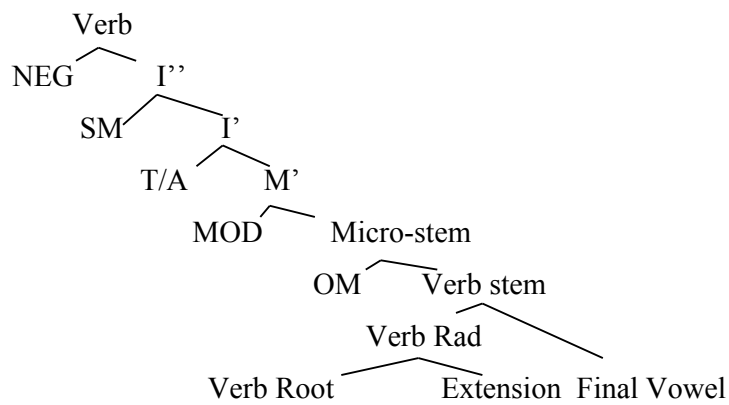 Verb
NEG I’’
SM I'
T/A M’
MOD Micro-stem
OM Verb stem
Verb Rad
Verb Root Extension Final Vowel